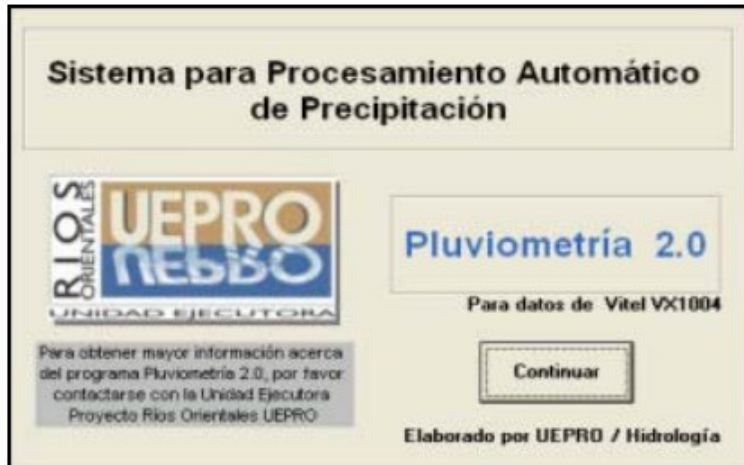 Sistema para Procesamiento Automático
de Precipitación
RIOS
ORIENTALES
UEPRO
UEPRO
UNIDAD EJECUTORA
Para obtener mayor información acerca
del programa Pluviometría 2.0, por favor
contactarse con la Unidad Ejecutora
Proyecto Ríos Orientales UEPRO
Pluviometría 2.0
Para datos de Vitel VX1004
Continuar
Elaborado por UEPRO / Hidrología